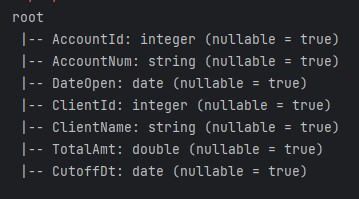 root
 |-- AccountId: integer (nullable = true)
 |-- AccountNum: string (nullable = true)
 |-- DateOpen: date (nullable = true)
 |-- ClientId: integer (nullable = true)
 |-- ClientName: string (nullable = true)
 |-- TotalAmt: double (nullable = true)
 |-- CutoffDt: date (nullable = true)